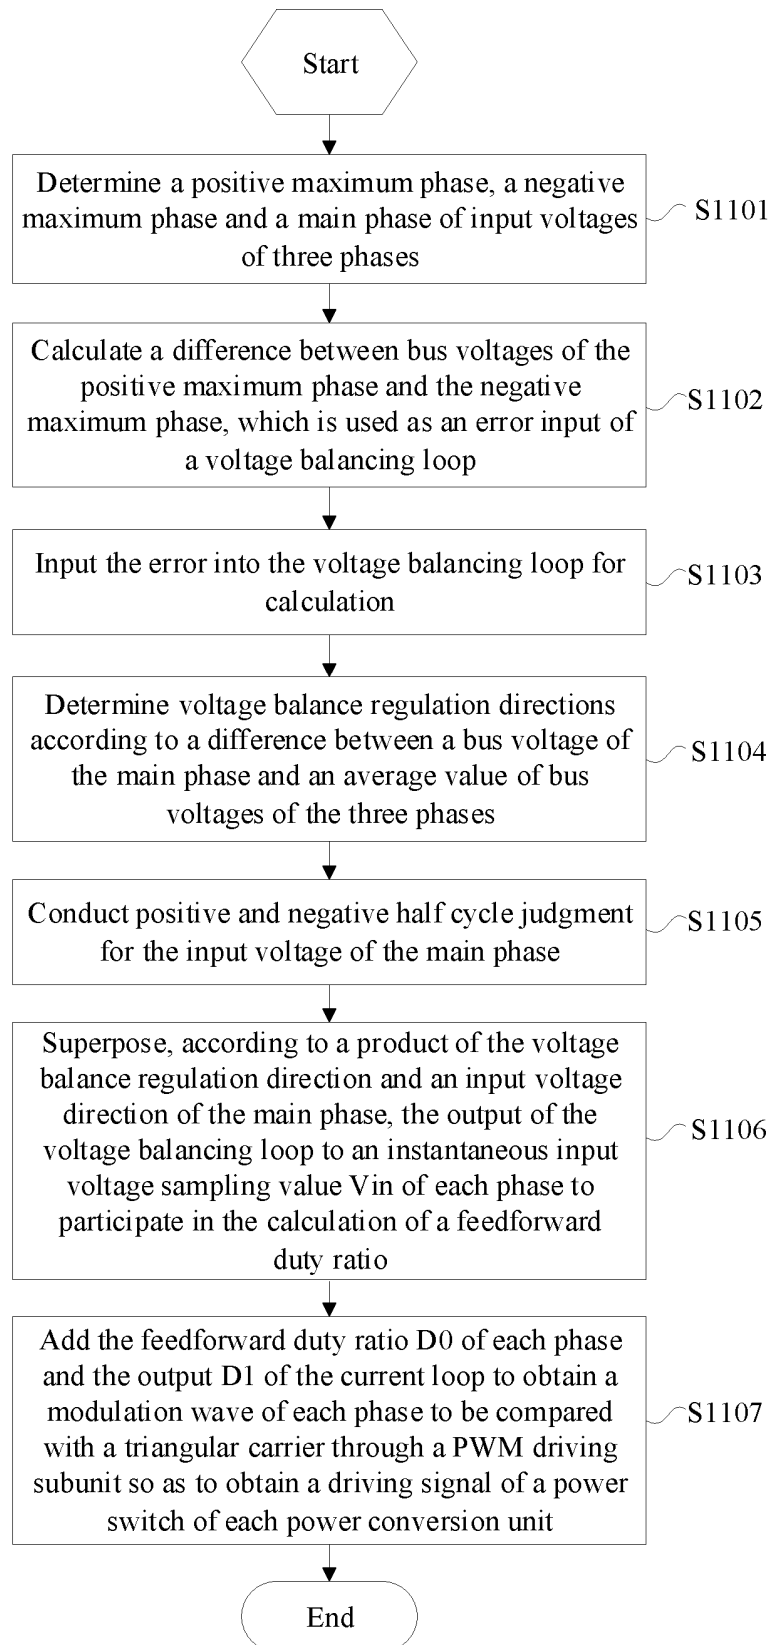 Start
Determine a positive maximum phase, a negative
maximum phase and a main phase of input voltages
of three phases
S1101
Calculate a difference between bus voltages of the
positive maximum phase and the negative
maximum phase, which is used as an error input of
a voltage balancing loop
S1102
Input the error into the voltage balancing loop for
calculation
S1103
Determine voltage balance regulation directions
according to a difference between a bus voltage of
the main phase and an average value of bus
voltages of the three phases
S1104
Conduct positive and negative half cycle judgment
for the input voltage of the main phase
S1105
Superpose, according to a product of the voltage
balance regulation direction and an input voltage
direction of the main phase, the output of the
voltage balancing loop to an instantaneous input
voltage sampling value Vin of each phase to
participate in the calculation of a feedforward
duty ratio
S1106
Add the feedforward duty ratio D0 of each phase
and the output D1 of the current loop to obtain a
modulation wave of each phase to be compared
with a triangular carrier through a PWM driving
subunit so as to obtain a driving signal of a power
switch of each power conversion unit
S1107
End